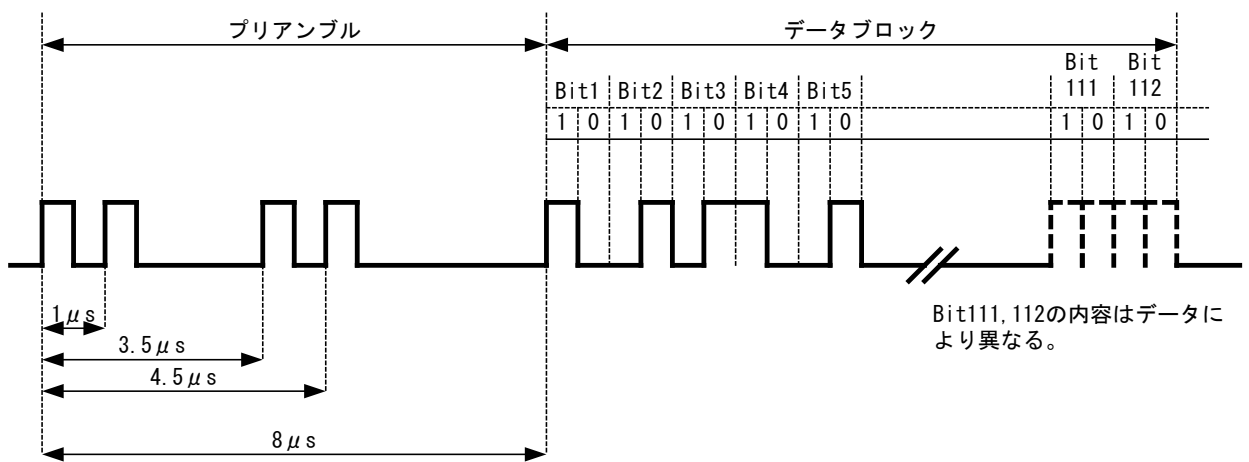 プリアンブル
データブロック
Bit1 Bit2 Bit3 Bit4 Bit5
Bit
111
Bit
112
1 0 1 0 1 0 1 0 1 0
1 0 1 0
1μs
3.5μs
4.5μs
8μs
Bit111,112の内容はデータに
より異なる。